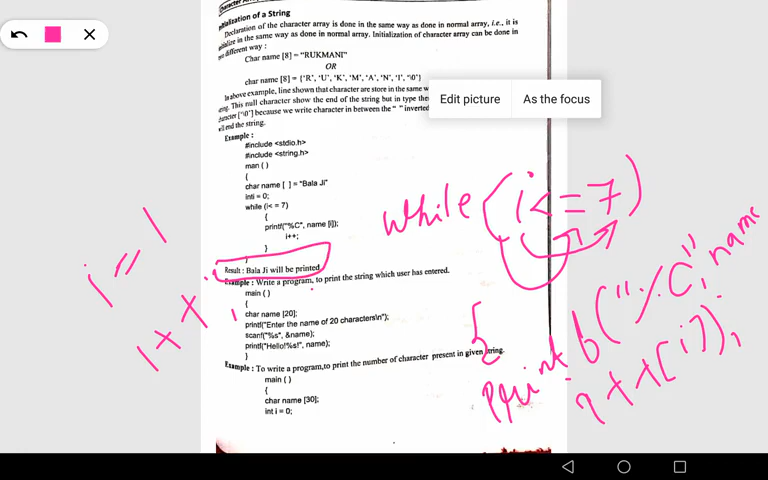 Character
Initialization of a String
Declaration of the character array is done in the same way as done in normal array, i.e., it is
initialize in the same way as done in normal array. Initialization of character array can be done in
two different way :
Char name [8] = "RUKMANI"
OR
char name [8] = {'R', 'U', 'K', 'M', 'A', 'N', 'I', '\0'}
In above example, line shown that character are store in the same w
string. This null character show the end of the string but in type the
character ['\0'] because we write character in between the " " inverted
will end the string.
Edit picture
As the focus
Example :
#include <stdio.h>
#include <string.h>
man ( )
{
char name [ ] = "Bala Ji"
inti = 0;
while (i< = 7)
{
printf("%C", name [i]);
i++;
}
}
Result : Bala Ji will be printed.
Example : Write a program, to print the string which user has entered.
main ( )
{
char name [20];
printf("Enter the name of 20 characters\n");
scanf("%s", &name);
printf("Hello!%s!", name);
}
Example : To write a program,to print the number of character present in given string.
main ( )
{
char name [30];
int i = 0;
while (i<=7)
{
printf("%C", name
[i]);
i++
i=1
1++